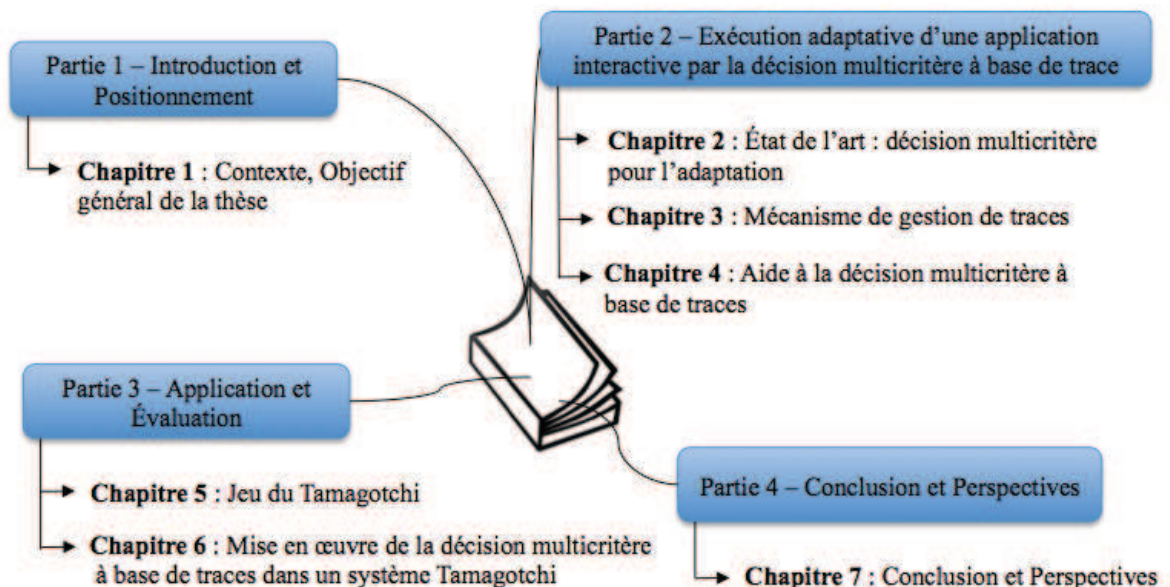 Partie 1 – Introduction et
Positionnement
Chapitre 1 : Contexte, Objectif
général de la thèse
Partie 2 – Exécution adaptative d'une application
interactive par la décision multicritère à base de trace
Chapitre 2 : État de l'art : décision multicritère
pour l'adaptation
Chapitre 3 : Mécanisme de gestion de traces
Chapitre 4 : Aide à la décision multicritère à
base de traces
Partie 3 – Application et
Évaluation
Chapitre 5 : Jeu du Tamagotchi
Chapitre 6 : Mise en œuvre de la décision multicritère
à base de traces dans un système Tamagotchi
Partie 4 – Conclusion et Perspectives
Chapitre 7 : Conclusion et Perspectives